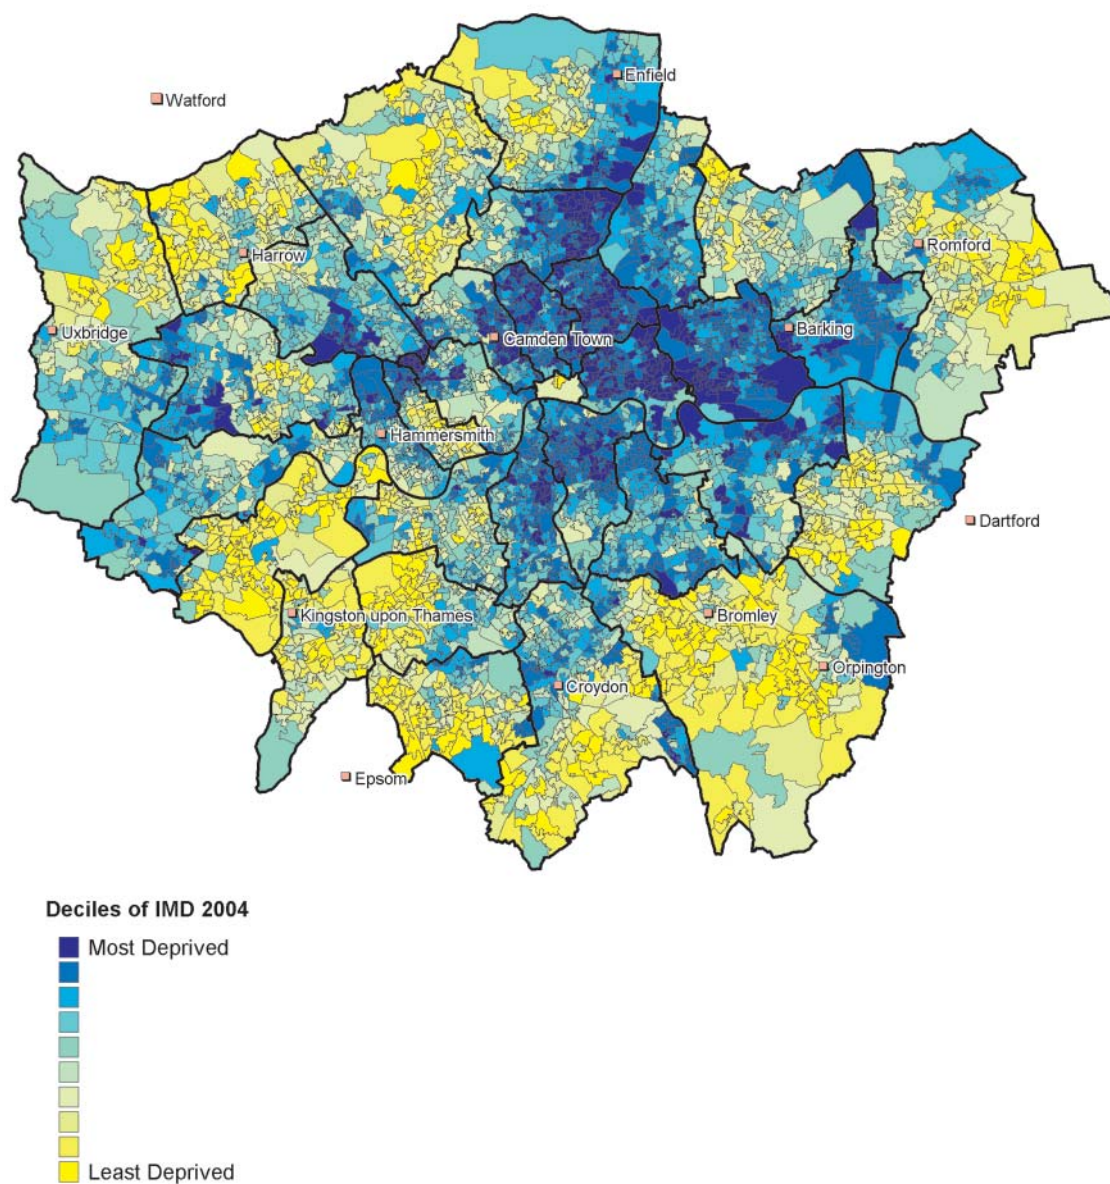 Enfield
Watford
Romford
Harrow
Uxbridge
Barking
Camden Town
Hammersmith
Dartford
Kingston upon Thames
Bromley
Orpington
Croydon
Epsom
Deciles of IMD 2004
Most Deprived
Least Deprived